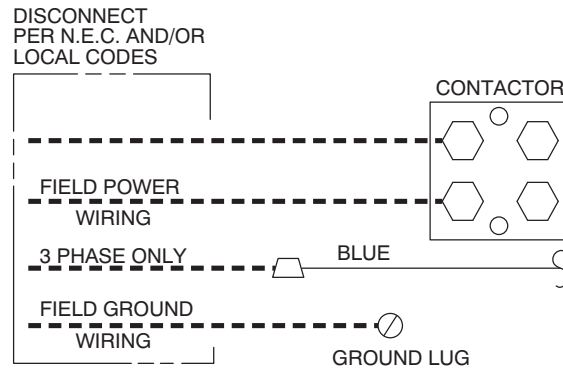 DISCONNECT
PER N.E.C. AND/OR
LOCAL CODES
CONTACTOR
FIELD POWER
WIRING
3 PHASE ONLY
BLUE
FIELD GROUND
WIRING
GROUND LUG